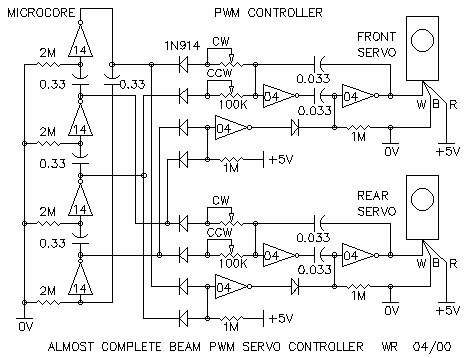 MICROCORE
PWM CONTROLLER
14
1N914
CW
FRONT
SERVO
2M
0.33
0.33
CCW
0.033
100K
04
0.033
04
W B R
14
04
1M
0V
+5V
2M
0.33
1M
+5V
14
2M
0.33
CW
REAR
SERVO
CCW
0.033
100K
04
0.033
04
W B R
14
04
1M
0V
+5V
2M
1M
+5V
0V
ALMOST COMPLETE BEAM PWM SERVO CONTROLLER WR 04/00